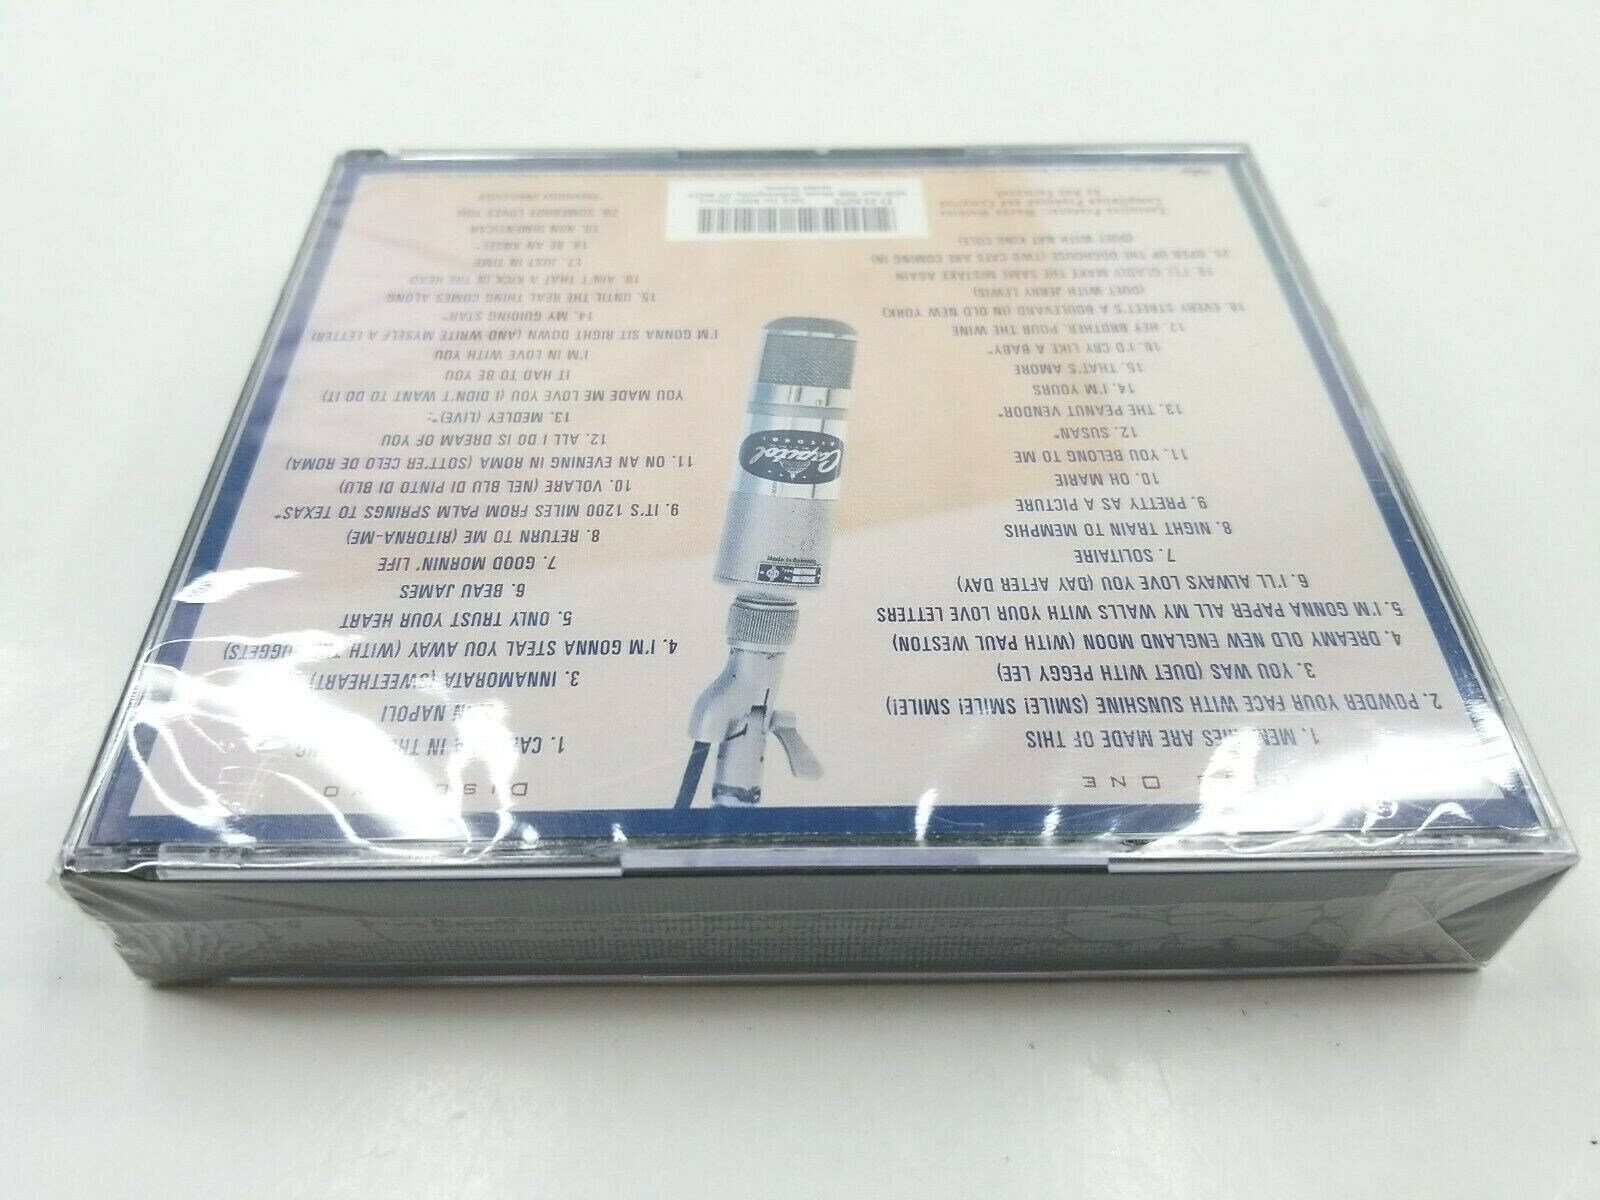 ONE
1. MEMORIES ARE MADE OF THIS
2. POWDER YOUR FACE WITH SUNSHINE (SMILE! SMILE! SMILE!)
3. YOU WAS (DUET WITH PEGGY LEE)
4. DREAMY OLD NEW ENGLAND MOON (WITH PAUL WESTON)
5. I'M GONNA PAPER ALL MY WALLS WITH YOUR LOVE LETTERS
6. I'LL ALWAYS LOVE YOU (DAY AFTER DAY)
7. SOLITAIRE
8. NIGHT TRAIN TO MEMPHIS
9. PRETTY AS A PICTURE
10. OH MARIE
11. YOU BELONG TO ME
12. SUSAN*
13. THE PEANUT VENDOR*
14. I'M YOURS
15. THAT'S AMORE
16. I'D CRY LIKE A BABY*
17. HEY BROTHER, POUR THE WINE
18. EVERY STREET'S A BOULEVARD (IN OLD NEW YORK)
(DUET WITH JERRY LEWIS)
19. I'LL GLADLY MAKE THE SAME MISTAKE AGAIN
20. OPEN UP THE DOGHOUSE (TWO CATS ARE COMING IN)
(DUET WITH NAT KING COLE)
Capitol
RECORDS
1. IN THE
NAPOLI
3. INNAMORATA (SWEETHEART)
4. I'M GONNA STEAL YOU AWAY (WITH THE NUGGETS)
5. ONLY TRUST YOUR HEART
6. BEAU JAMES
7. GOOD MORNIN' LIFE
8. RETURN TO ME (RITORNA-ME)
9. IT'S 1200 MILES FROM PALM SPRINGS TO TEXAS*
10. VOLARE (NEL BLU DI PINTO DI BLU)
11. ON AN EVENING IN ROMA (SOTT'ER CELO DE ROMA)
12. ALL I DO IS DREAM OF YOU
13. MEDLEY (LIVE)*:
YOU MADE ME LOVE YOU (I DIDN'T WANT TO DO IT)
IT HAD TO BE YOU
I'M IN LOVE WITH YOU
I'M GONNA SIT RIGHT DOWN (AND WRITE MYSELF A LETTER)
14. MY GUIDING STAR*
15. UNTIL THE REAL THING COMES ALONG
16. AIN'T THAT A KICK IN THE HEAD
17. JUST IN TIME
18. BE AN ANGEL*
19. NON DIMENTICAR
20. SOMEBODY LOVES YOU